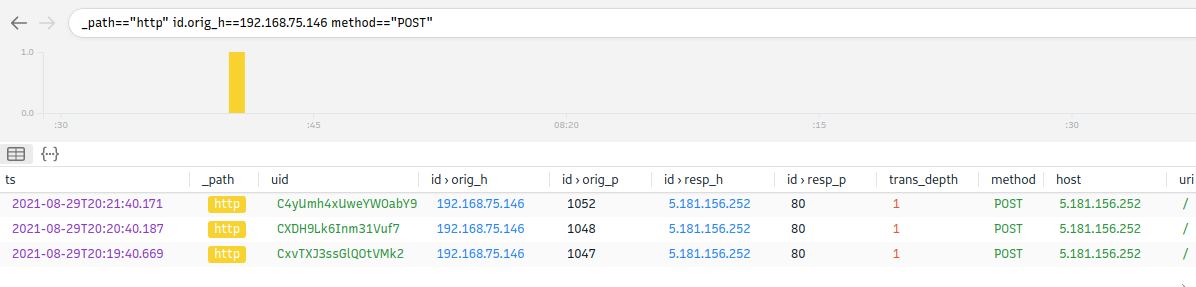 _path=="http" id.orig_h==192.168.75.146 method=="POST"
1.0
0.0
:30 :45 08:20 :15 :30
{···}
ts _path uid id › orig_h id › orig_p id › resp_h id › resp_p trans_depth method host uri
2021-08-29T20:21:40.171 http C4yUmh4xUweYWOabY9 192.168.75.146 1052 5.181.156.252 80 1 POST 5.181.156.252 /
2021-08-29T20:20:40.187 http CXDH9Lk6Inm31Vuf7 192.168.75.146 1048 5.181.156.252 80 1 POST 5.181.156.252 /
2021-08-29T20:19:40.669 http CxvTXJ3ssGlQOtVMk2 192.168.75.146 1047 5.181.156.252 80 1 POST 5.181.156.252 /